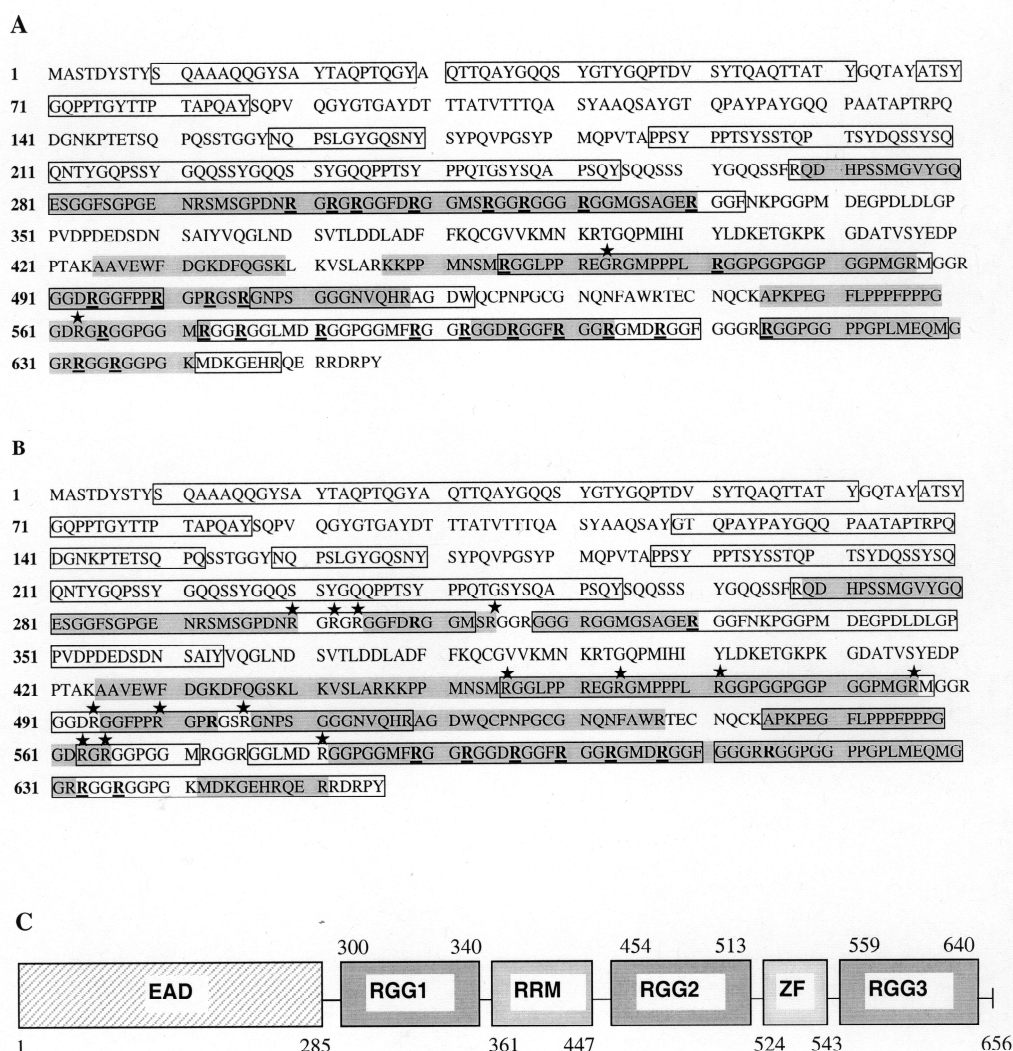 A
1 MASTDYSTYS QAAAQQGYSA YTAQPTQGYA QTTQAYGQQS YGTYGQPTDV SYTQAQTTAT YGQTAYATSY
71 GQPPTGYTTP TAPQAYSQPV QGYGTGAYDT TTATVTTTQA SYAAQSAYGT QPAYPAYGQQ PAATAPTRPQ
141 DGNKPTETSQ PQSSTGGYNQ PSLGYGQSNY SYPQVPGSYP MQPVTAPPSY PPTSYSSTQP TSYDQSSYSQ
211 QNTYGQPSSY GQQSSYGQQS SYGQQPPTSY PPQTGSYSQA PSQYSQQSSS YGQQSSFRQD HPSSMGVYGQ
281 ESGGFSGPGE NRSMSGPDNR GRGRGGFDRG GMSRGGRGGG RGGMGSAGER GGFNKPGGPM DEGPDLDLGP
351 PVDPDEDSDN SAIYVQGLND SVTLDDLADF FKQCGVVKMN KRTGQPMIHI YLDKETGKPK GDATVSYEDP
421 PTAKAAVEWF DGKDFQGSKL KVSLARKKPP MNSMRGGLPP REGRGMPPPL RGGPGGPGGP GGPMGRMGGR
491 GGDRGGFPPR GPRGSRGNPS GGGNVQHRAG DWQCPNPGCG NQNFAWRTEC NQCKAPKPEG FLPPPFPPPG
561 GDRGRGGPGG MRGGRGGLMD RGGPGGMFRG GRGGDRGGFR GGRGMDRGGF GGGRRGGPGG PPGPLMEQMG
631 GRRGGRGGPG KMDKGEHRQE RRDRPY
B
1 MASTDYSTYS QAAAQQGYSA YTAQPTQGYA QTTQAYGQQS YGTYGQPTDV SYTQAQTTAT YGQTAYATSY
71 GQPPTGYTTP TAPQAYSQPV QGYGTGAYDT TTATVTTTQA SYAAQSAYGT QPAYPAYGQQ PAATAPTRPQ
141 DGNKPTETSQ PQSSTGGYNQ PSLGYGQSNY SYPQVPGSYP MQPVTAPPSY PPTSYSSTQP TSYDQSSYSQ
211 QNTYGQPSSY GQQSSYGQQS SYGQQPPTSY PPQTGSYSQA PSQYSQQSSS YGQQSSFRQD HPSSMGVYGQ
281 ESGGFSGPGE NRSMSGPDNR GRGRGGFDRG GMSRGGRGGG RGGMGSAGER GGFNKPGGPM DEGPDLDLGP
351 PVDPDEDSDN SAIYVQGLND SVTLDDLADF FKQCGVVKMN KRTGQPMIHI YLDKETGKPK GDATVSYEDP
421 PTAKAAVEWF DGKDFQGSKL KVSLARKKPP MNSMRGGLPP REGRGMPPPL RGGPGGPGGP GGPMGRMGGR
491 GGDRGGFPPR GPRGSRGNPS GGGNVQHRAG DWQCPNPGCG NQNFAWRTEC NQCKAPKPEG FLPPPFPPPG
561 GDRGRGGPGG MRGGRGGLMD RGGPGGMFRG GRGGDRGGFR GGRGMDRGGF GGGRRGGPGG PPGPLMEQMG
631 GRRGGRGGPG KMDKGEHRQE RRDRPY
C
300 340 454 513 559 640
EAD RGG1 RRM RGG2 ZF RGG3
1 285 361 447 524 543 656